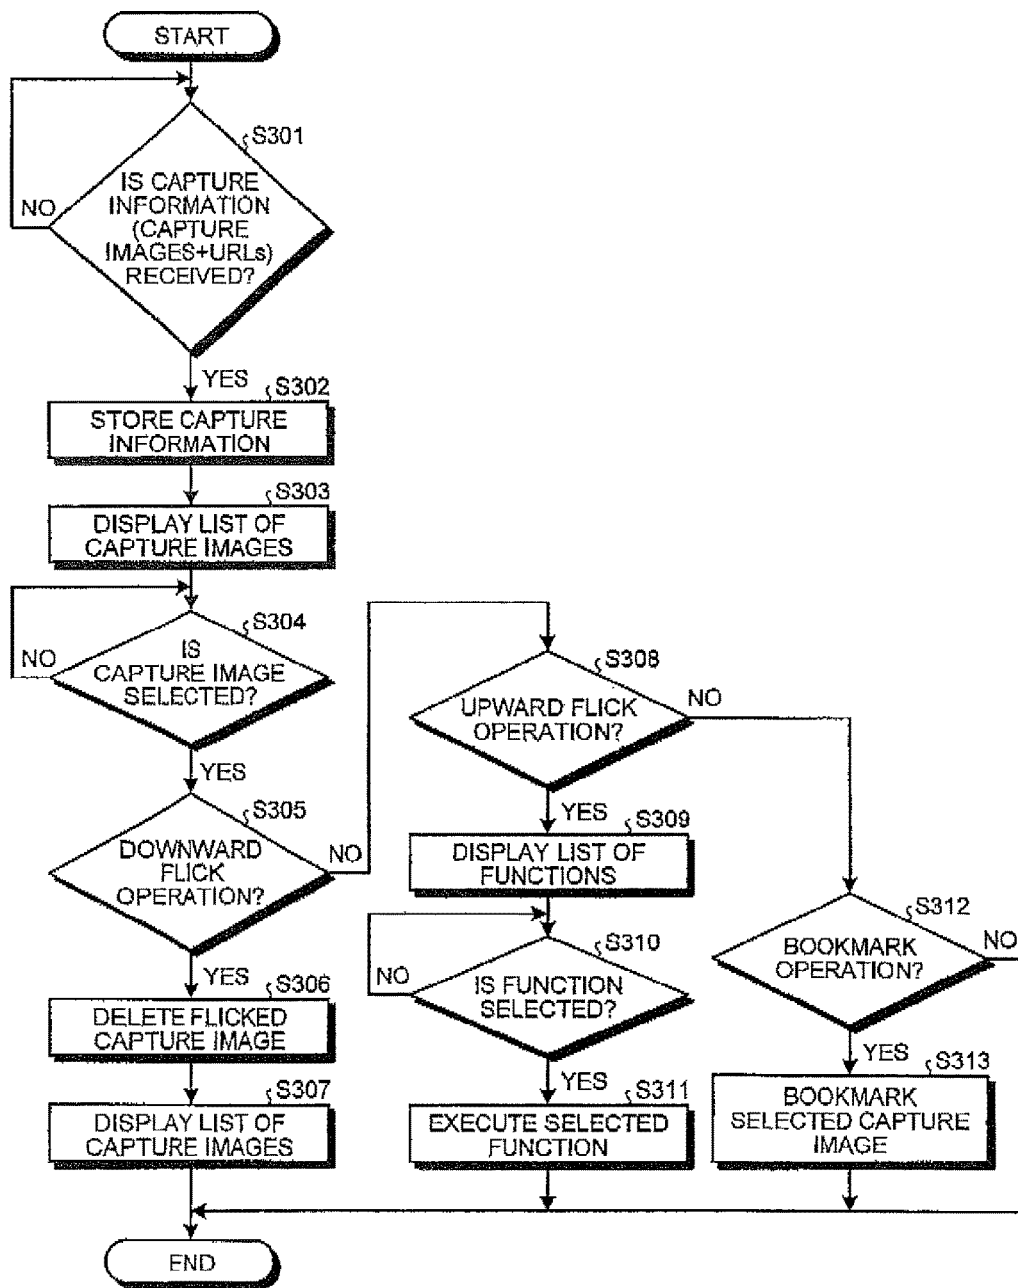 START
S301
IS CAPTURE
INFORMATION
(CAPTURE
IMAGES+URLs)
RECEIVED?
NO
YES
S302
STORE CAPTURE
INFORMATION
S303
DISPLAY LIST OF
CAPTURE IMAGES
S304
IS
CAPTURE IMAGE
SELECTED?
NO
YES
S305
DOWNWARD
FLICK
OPERATION?
NO
YES
S306
DELETE FLICKED
CAPTURE IMAGE
S307
DISPLAY LIST OF
CAPTURE IMAGES
S308
UPWARD FLICK
OPERATION?
NO
YES
S309
DISPLAY LIST OF
FUNCTIONS
S310
IS FUNCTION
SELECTED?
NO
YES
S311
EXECUTE SELECTED
FUNCTION
S312
BOOKMARK
OPERATION?
NO
YES
S313
BOOKMARK
SELECTED CAPTURE
IMAGE
END